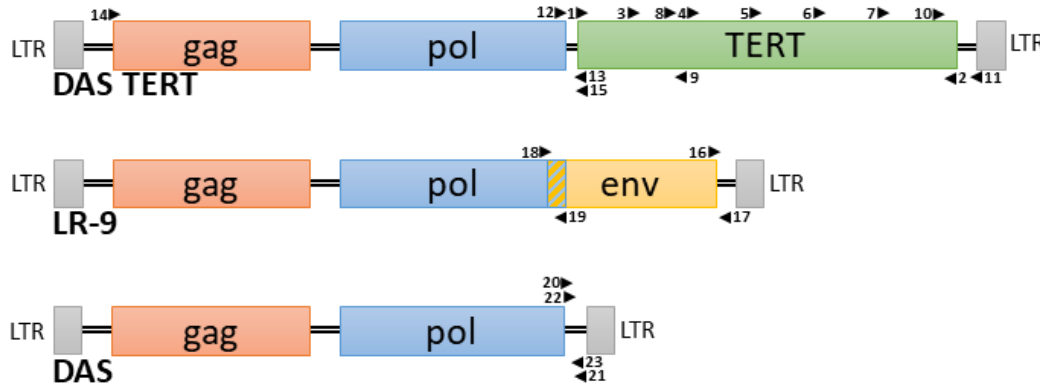 14 12 1 3 8 4 5 6 7 10
LTR gag pol TERT LTR
13 9 2 11
DAS TERT 15
18 16
LTR gag pol env LTR
19 17
LR-9
20
22
LTR gag pol LTR
23
DAS 21